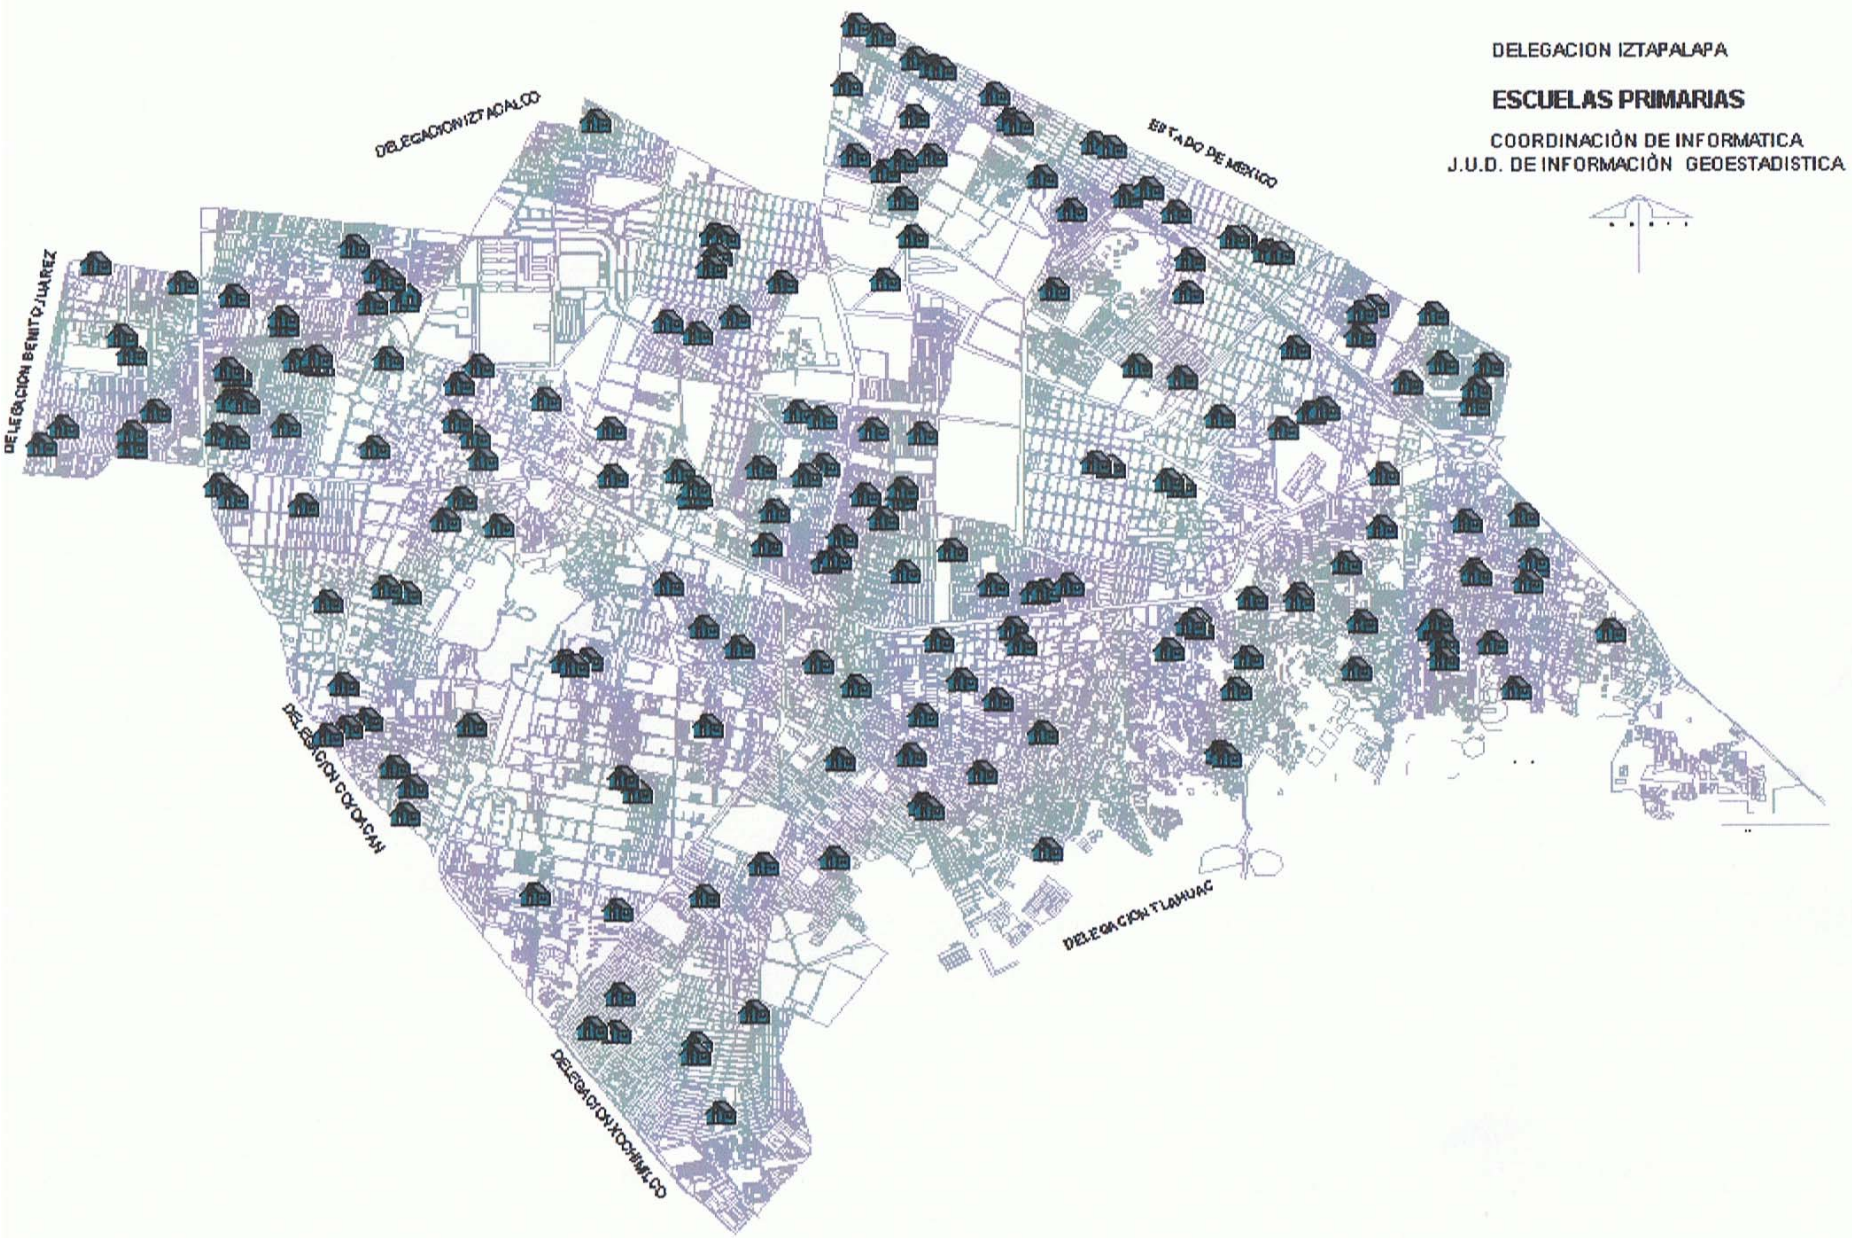 DELEGACION IZTAPALAPA
ESCUELAS PRIMARIAS
COORDINACIÒN DE INFORMATICA
J.U.D. DE INFORMACIÒN GEOESTADISTICA
DELEGACION IZTACALCO
ESTADO DE MEXICO
DELEGACION BENITO JUAREZ
DELEGACION COYOACAN
DELEGACION TLAHUAC
DELEGACION XOCHIMILCO